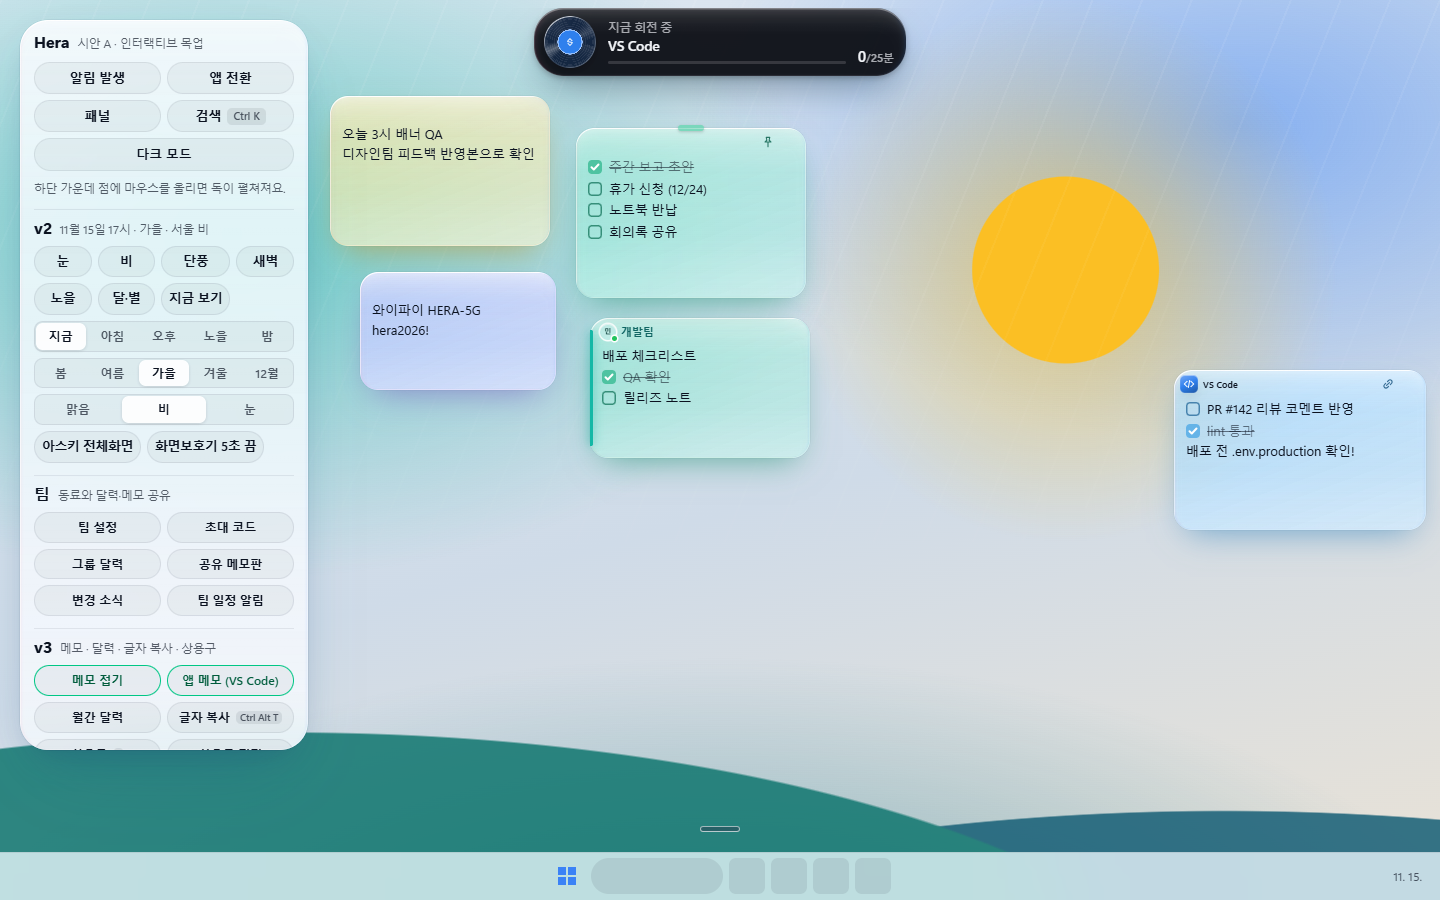 Hera 시안 A · 인터랙티브 목업
알림 발생
앱 전환
패널
검색 Ctrl K
다크 모드
하단 가운데 점에 마우스를 올리면 독이 펼쳐져요.
v2 11월 15일 17시 · 가을 · 서울 비
눈
비
단풍
새벽
노을
달·별
지금 보기
지금 아침 오후 노을 밤
봄 여름 가을 겨울 12월
맑음 비 눈
아스키 전체화면
화면보호기 5초 끔
팀 동료와 달력·메모 공유
팀 설정
초대 코드
그룹 달력
공유 메모판
변경 소식
팀 일정 알림
v3 메모 · 달력 · 글자 복사 · 상용구
메모 접기
앱 메모 (VS Code)
월간 달력
글자 복사 Ctrl Alt T
지금 회전 중
VS Code
0/25분
오늘 3시 배너 QA
디자인팀 피드백 반영본으로 확인
주간 보고 초안
휴가 신청 (12/24)
노트북 반납
회의록 공유
와이파이 HERA-5G
hera2026!
민 개발팀
배포 체크리스트
QA 확인
릴리즈 노트
VS Code
PR #142 리뷰 코멘트 반영
lint 통과
배포 전 .env.production 확인!
11. 15.